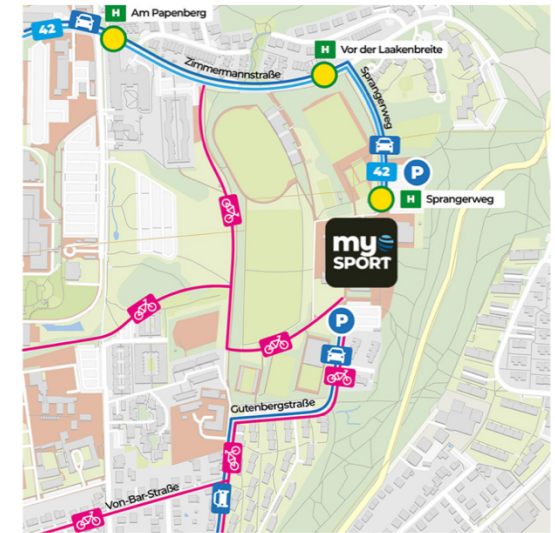 H Am Papenberg
42
H Vor der Laakenbreite
Zimmermannstraße
Sprangerweg
42
P
H Sprangerweg
my
SPORT
P
Gutenbergstraße
Von-Bar-Straße